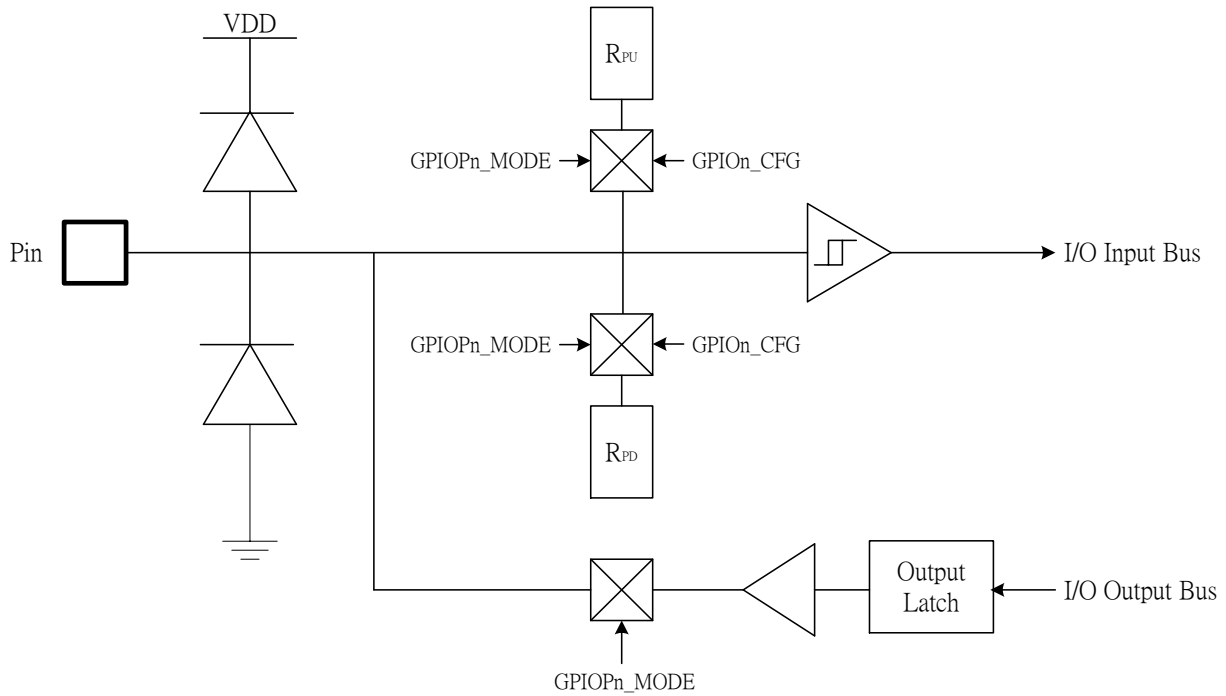 VDD
RPU
GPIOPn_MODE
GPIOn_CFG
Pin
I/O Input Bus
GPIOPn_MODE
GPIOn_CFG
RPD
Output
Latch
I/O Output Bus
GPIOPn_MODE